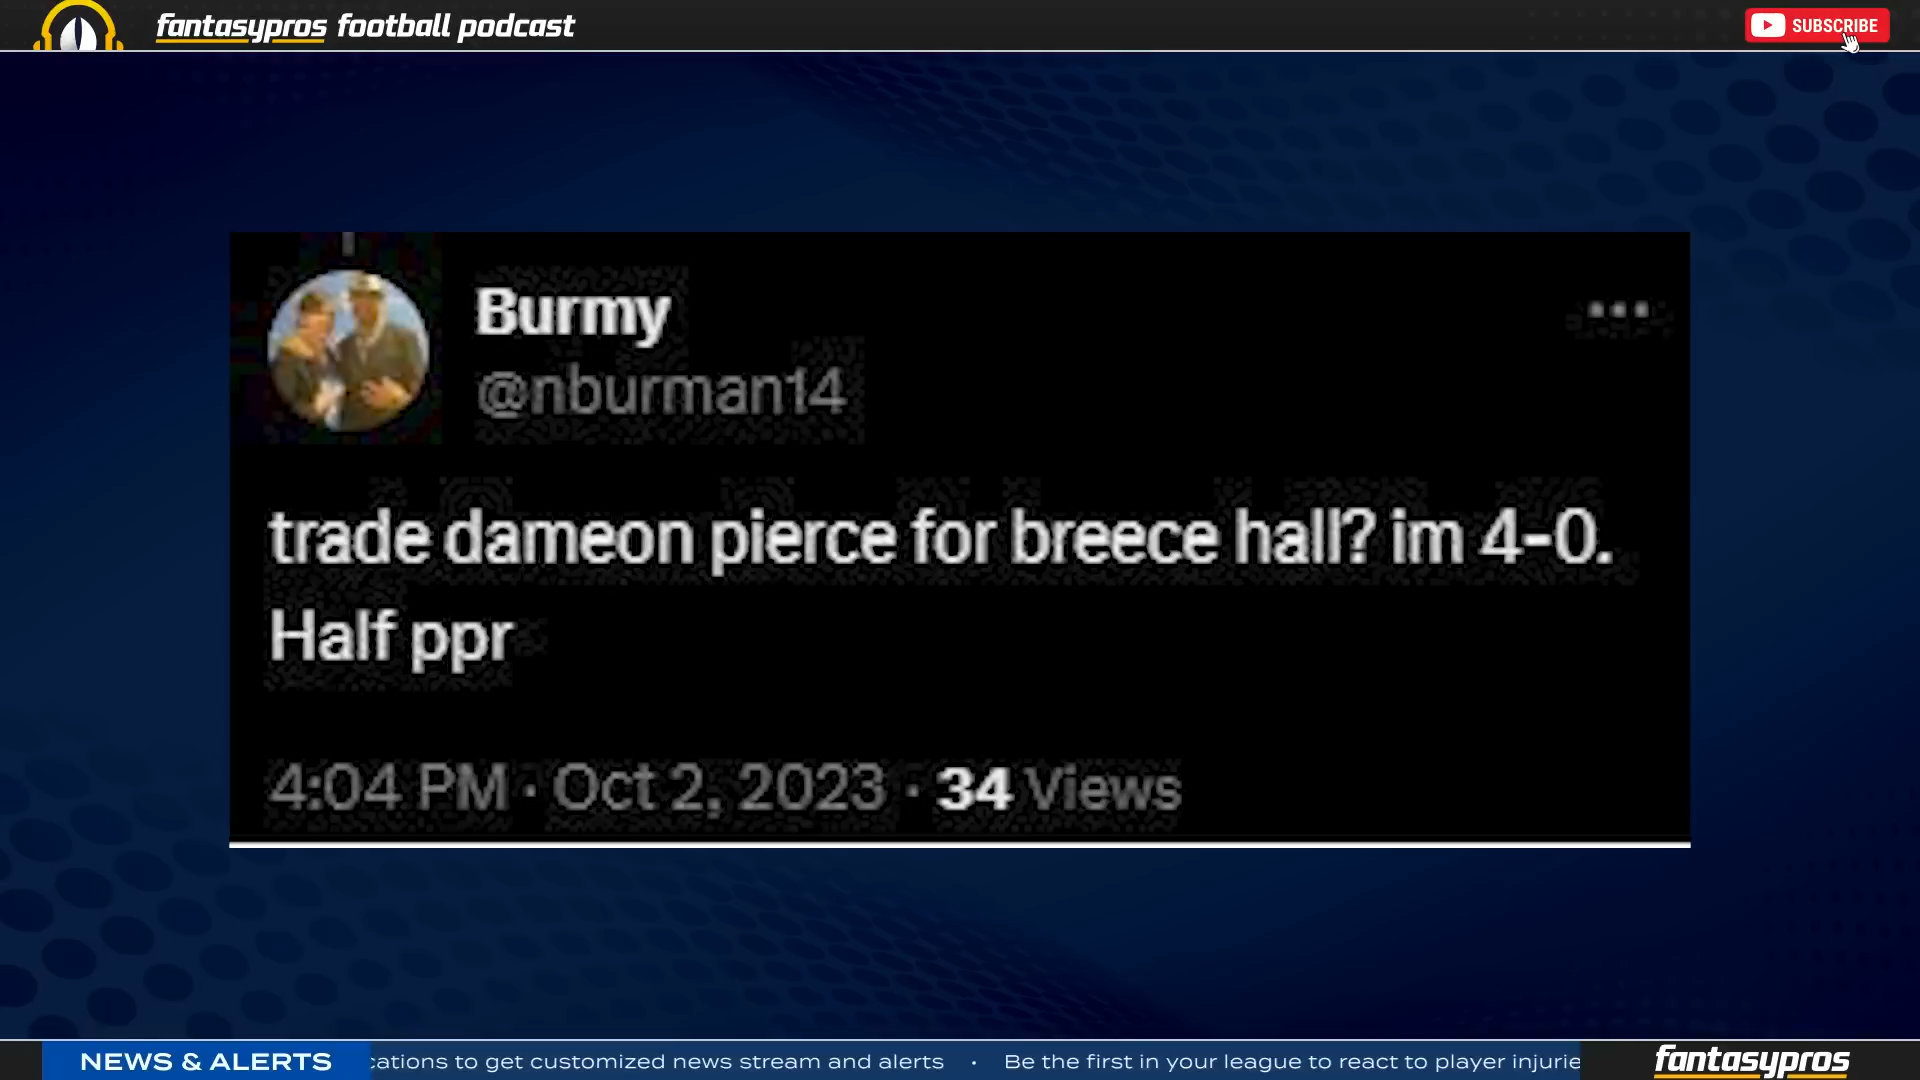 fantasypros football podcast
SUBSCRIBE
Burmy
@nburman14
trade dameon pierce for breece hall? im 4-0.
Half ppr
4:04 PM · Oct 2, 2023 · 34 Views
NEWS & ALERTS
cations to get customized news stream and alerts • Be the first in your league to react to player injurie
fantasypros